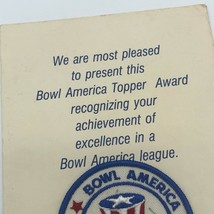 We are most pleased
to present this
Bowl America Topper Award
recognizing your
achievement of
excellence in a
Bowl America league.
BOWL AMERICA